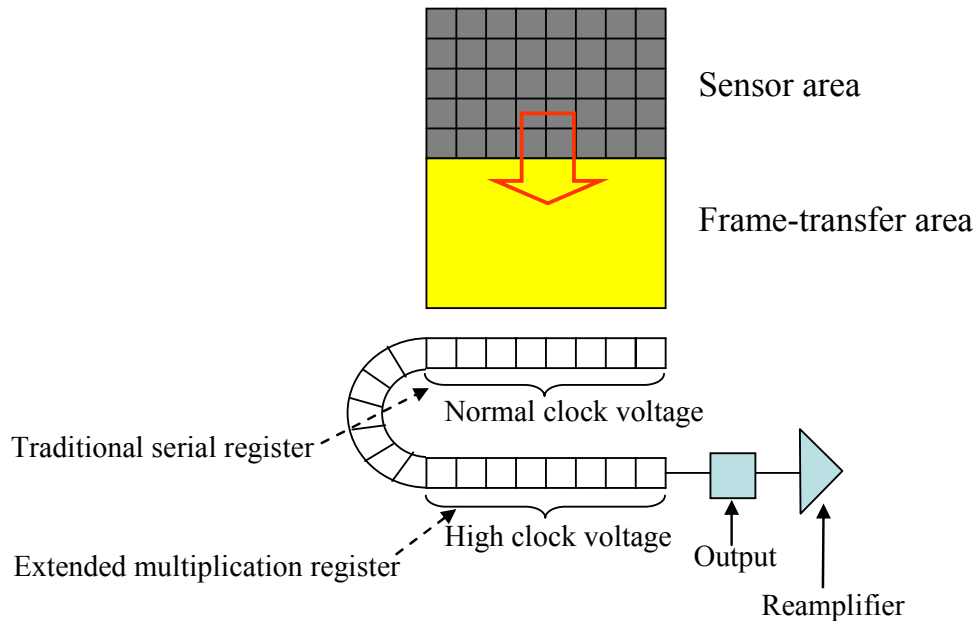 Sensor area
Frame-transfer area
Normal clock voltage
Traditional serial register
High clock voltage
Extended multiplication register
Output
Reamplifier